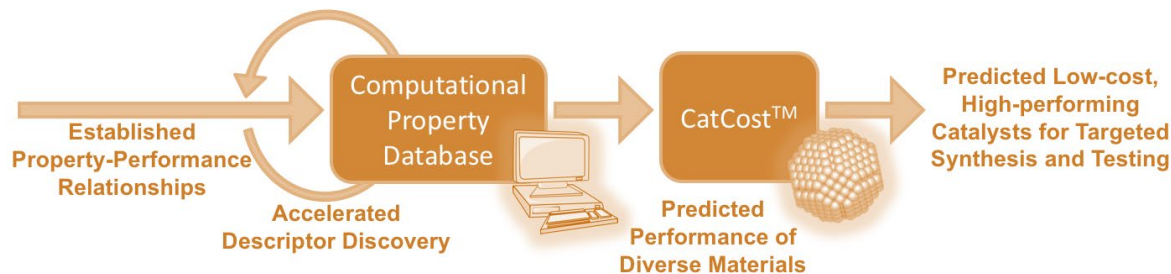 Established
Property-Performance
Relationships
Accelerated
Descriptor Discovery
Computational
Property
Database
CatCost™
Predicted
Performance of
Diverse Materials
Predicted Low-cost,
High-performing
Catalysts for Targeted
Synthesis and Testing